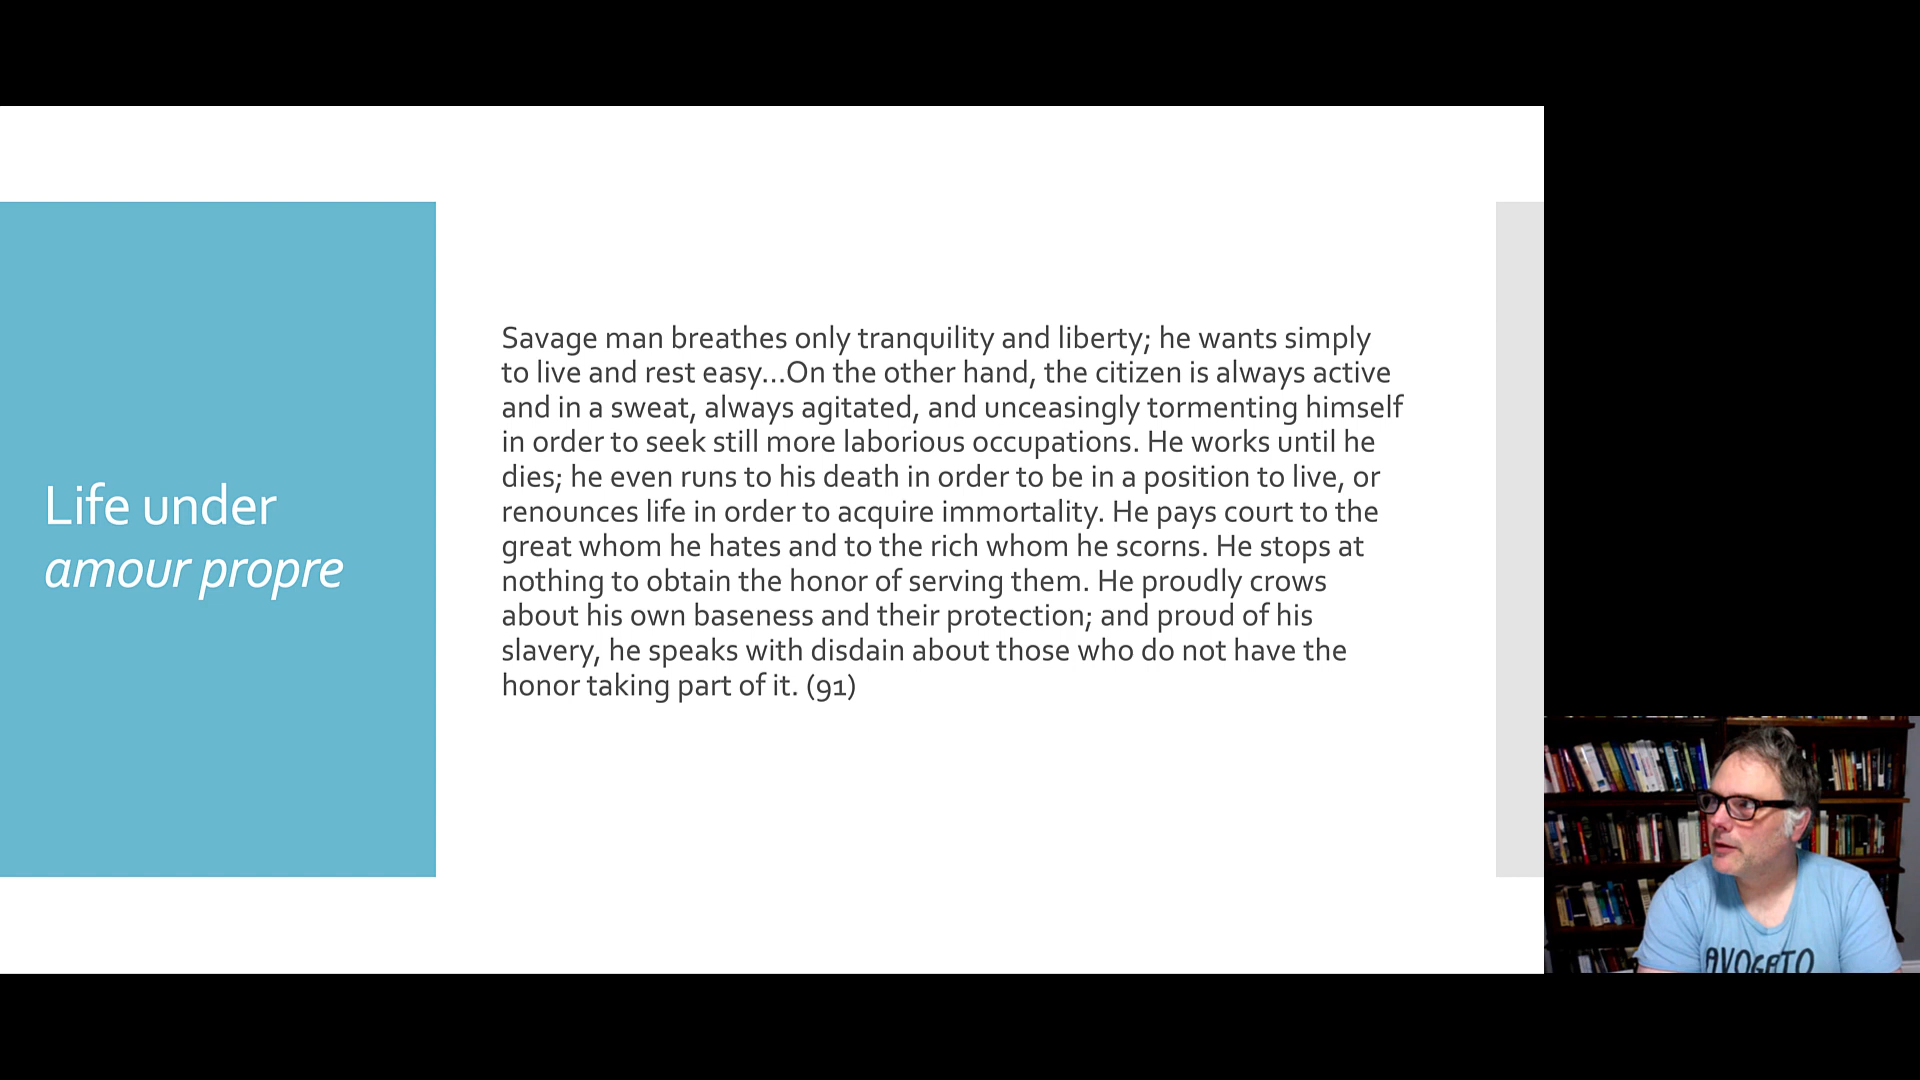 Life under
amour propre
Savage man breathes only tranquility and liberty; he wants simply
to live and rest easy...On the other hand, the citizen is always active
and in a sweat, always agitated, and unceasingly tormenting himself
in order to seek still more laborious occupations. He works until he
dies; he even runs to his death in order to be in a position to live, or
renounces life in order to acquire immortality. He pays court to the
great whom he hates and to the rich whom he scorns. He stops at
nothing to obtain the honor of serving them. He proudly crows
about his own baseness and their protection; and proud of his
slavery, he speaks with disdain about those who do not have the
honor taking part of it. (91)
AVOGATO